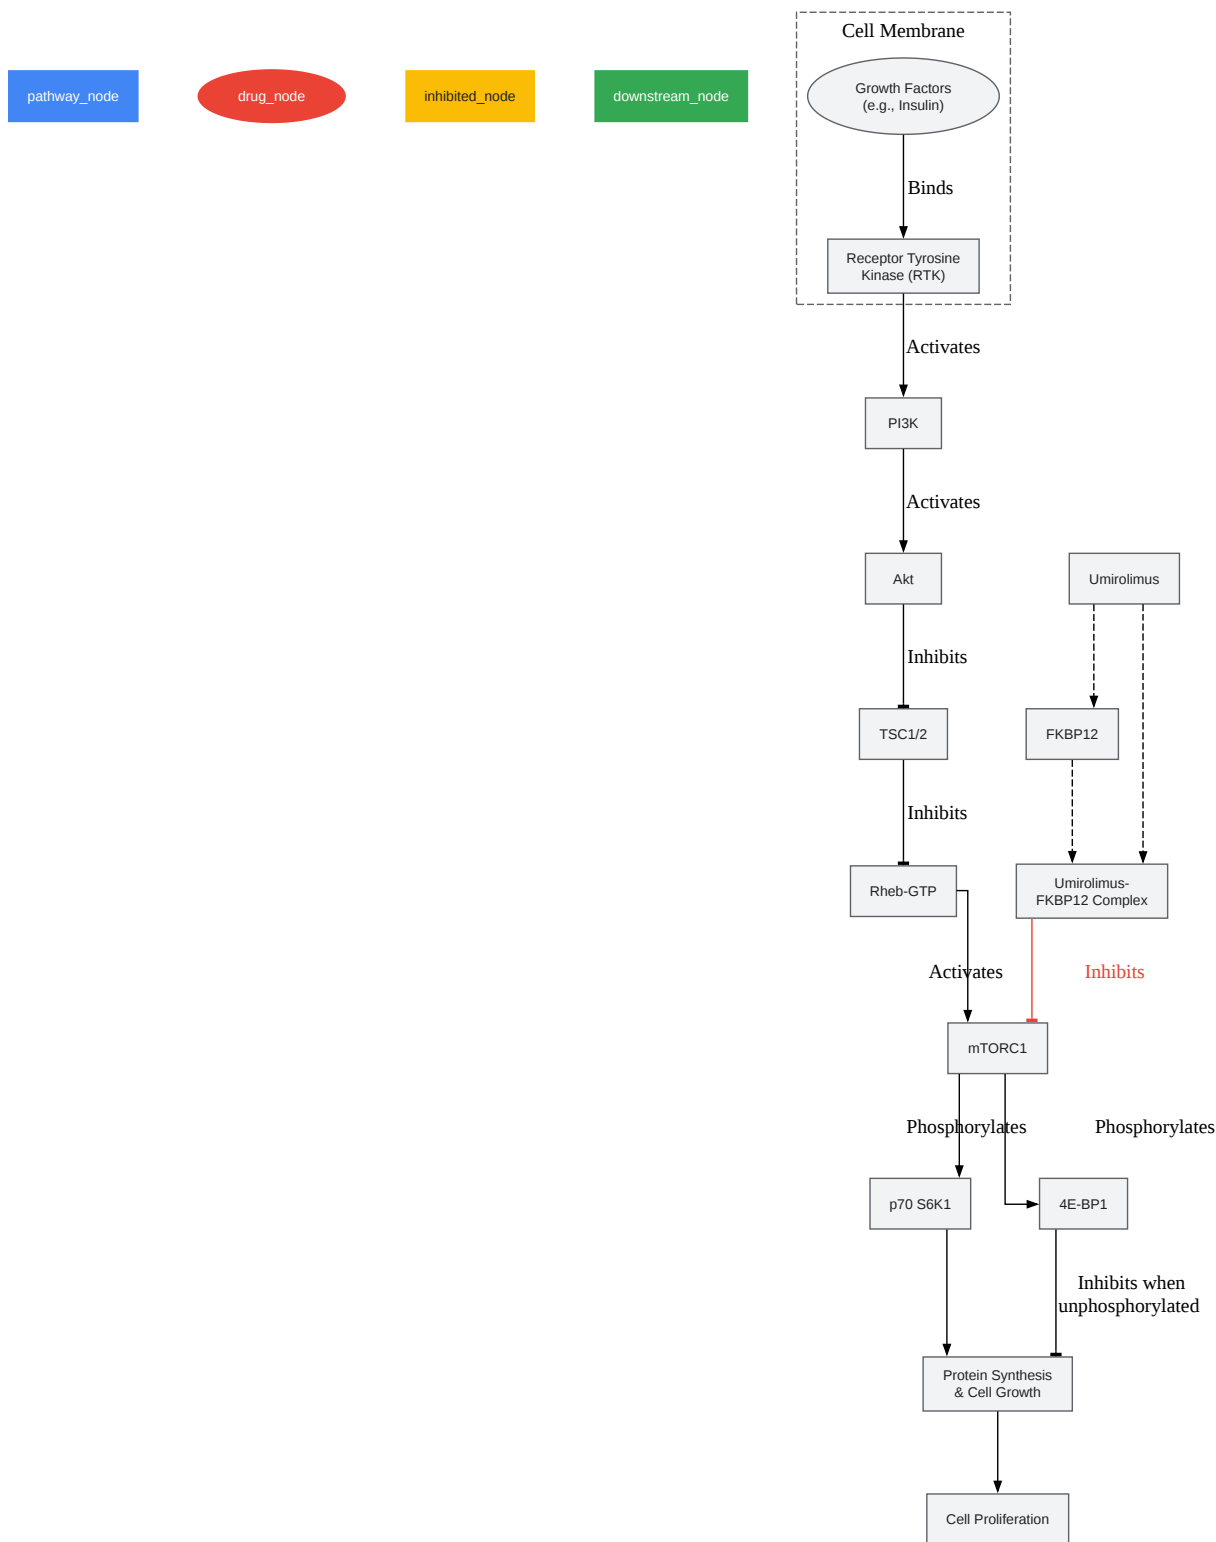 Cell Membrane
pathway_node
drug_node
inhibited_node
downstream_node
Growth Factors
(e.g., Insulin)
Binds
Receptor Tyrosine
Kinase (RTK)
Activates
PI3K
Activates
Akt
Umirolimus
Inhibits
TSC1/2
FKBP12
Inhibits
Rheb-GTP
Umirolimus-
FKBP12 Complex
Activates
Inhibits
mTORC1
Phosphorylates
Phosphorylates
p70 S6K1
4E-BP1
Inhibits when
unphosphorylated
Protein Synthesis
& Cell Growth
Cell Proliferation